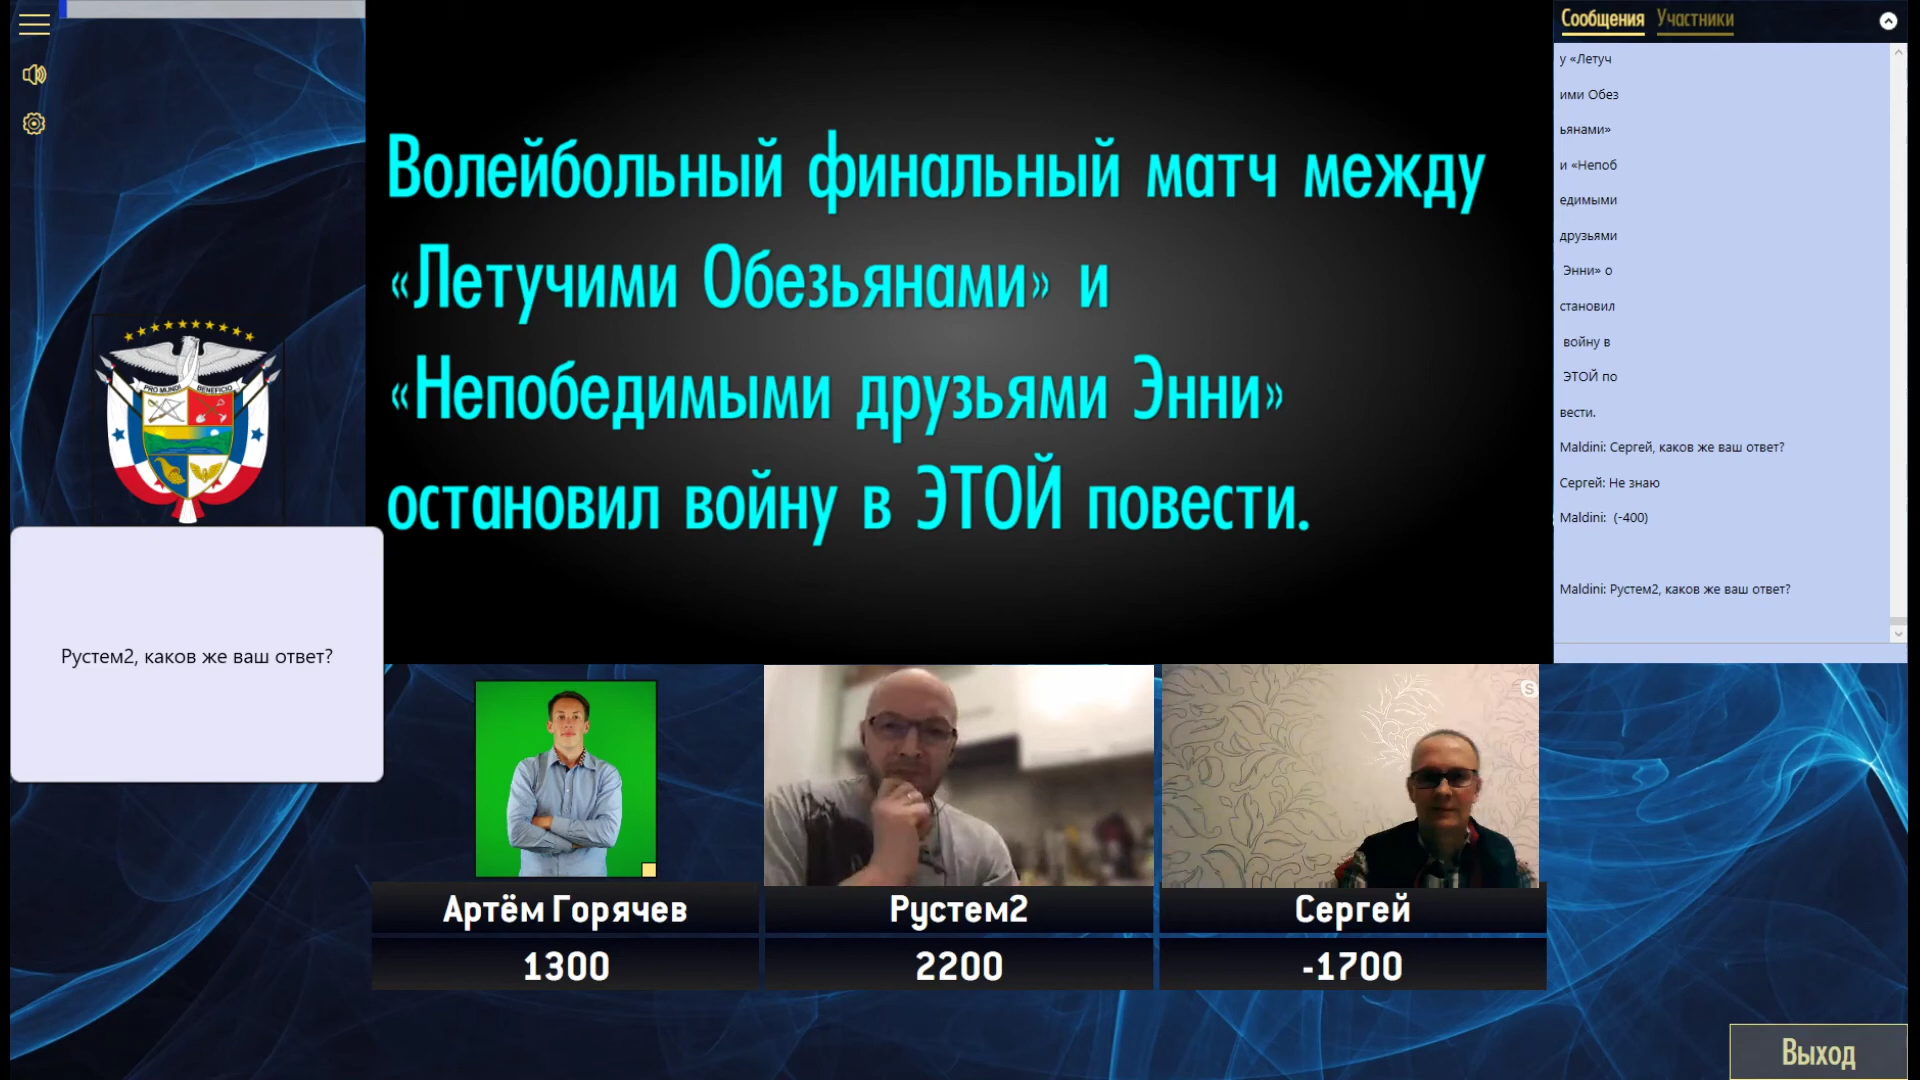 Сообщения Участники
Волейбольный финальный матч между
«Летучими Обезьянами» и
«Непобедимыми друзьями Энни»
остановил войну в ЭТОЙ повести.
у «Летуч
ими Обез
ьянами»
и «Непоб
едимыми
друзьями
Энни» о
становил
войну в
ЭТОЙ по
вести.
Maldini: Сергей, каков же ваш ответ?
Сергей: Не знаю
Maldini: (-400)
Maldini: Рустем2, каков же ваш ответ?
PRO MUNDI BENEFICIO
Рустем2, каков же ваш ответ?
S
Артём Горячев
Рустем2
Сергей
1300
2200
-1700
Выход